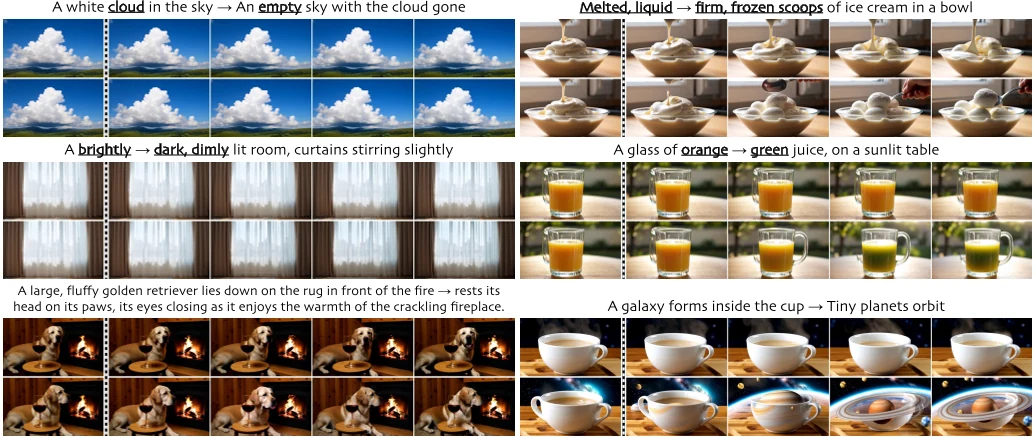 A white cloud in the sky → An empty sky with the cloud gone
Melted, liquid → firm, frozen scoops of ice cream in a bowl
A brightly → dark, dimly lit room, curtains stirring slightly
A glass of orange → green juice, on a sunlit table
A large, fluffy golden retriever lies down on the rug in front of the fire → rests its
head on its paws, its eyes closing as it enjoys the warmth of the crackling fireplace.
A galaxy forms inside the cup → Tiny planets orbit